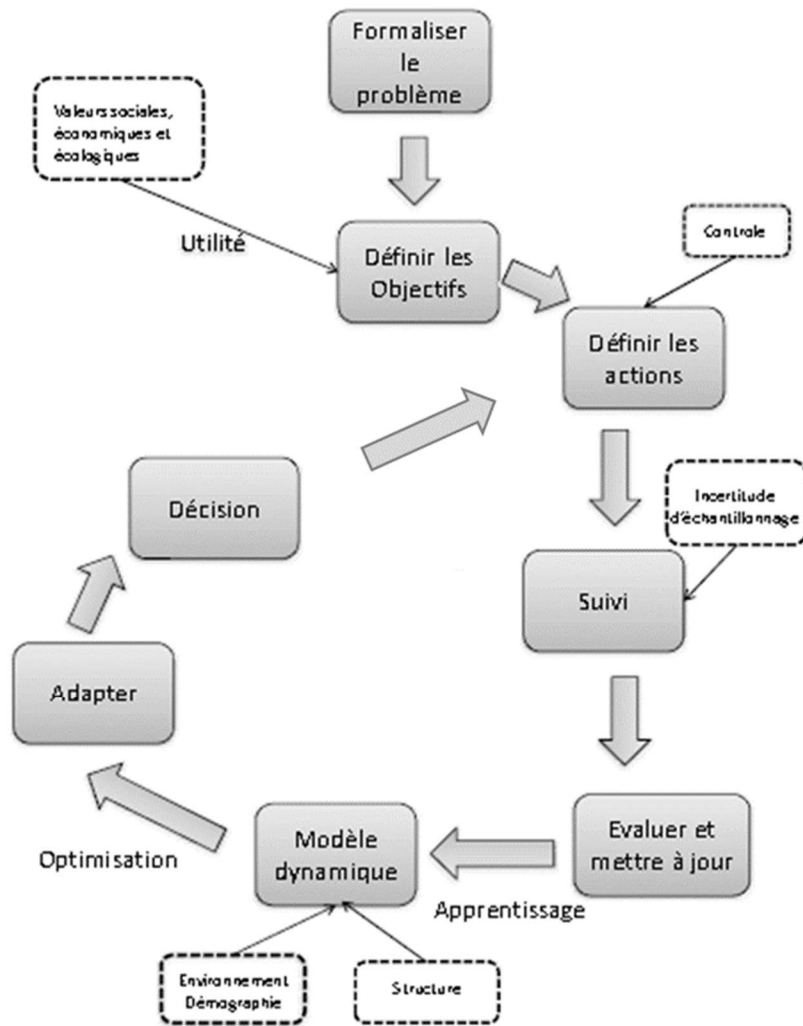 Formaliser
le
problème
Valeurs sociales,
économiques et
écologiques
Utilité
Définir les
Objectifs
Controle
Définir les
actions
Décision
Incertitude
d'échantillonnage
Suivi
Adapter
Evaluer et
mettre à jour
Modèle
dynamique
Optimisation
Apprentissage
Environnement
Démographie
Structure